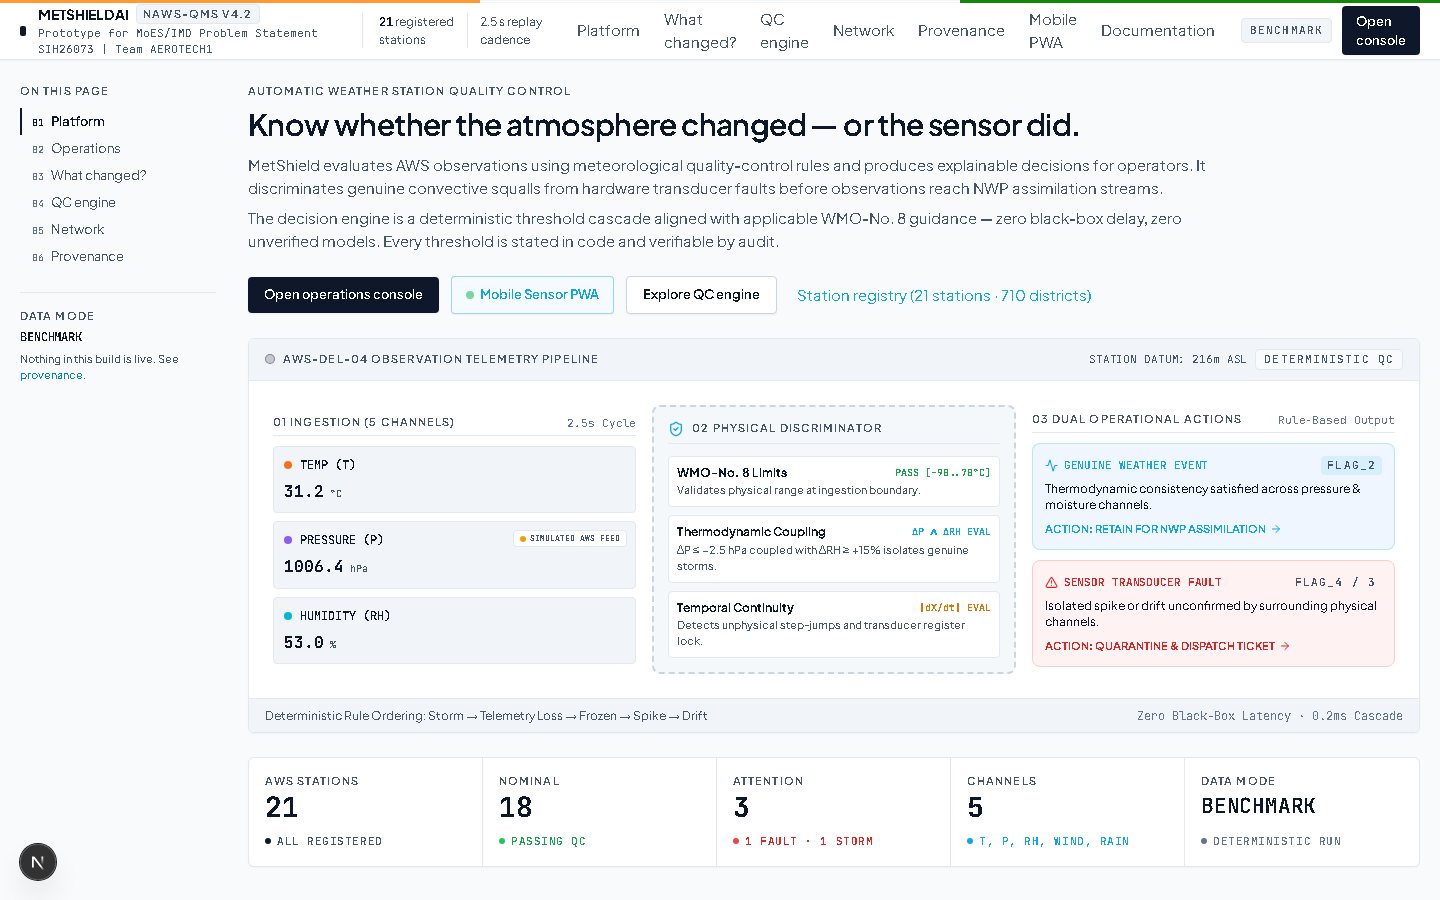 METSHIELDAI NAWS-QMS V4.2
Prototype for MoES/IMD Problem Statement
SIH26073 | Team AEROTECH1
21 registered
stations
2.5s replay
cadence
Platform
What
changed?
QC
engine
Network
Provenance
Mobile
PWA
Documentation
BENCHMARK
Open
console
ON THIS PAGE
01 Platform
02 Operations
03 What changed?
04 QC engine
05 Network
06 Provenance
DATA MODE
BENCHMARK
Nothing in this build is live. See
provenance.
AUTOMATIC WEATHER STATION QUALITY CONTROL
Know whether the atmosphere changed — or the sensor did.
MetShield evaluates AWS observations using meteorological quality-control rules and produces explainable decisions for operators. It
discriminates genuine convective squalls from hardware transducer faults before observations reach NWP assimilation streams.
The decision engine is a deterministic threshold cascade aligned with applicable WMO-No. 8 guidance — zero black-box delay, zero
unverified models. Every threshold is stated in code and verifiable by audit.
Open operations console
Mobile Sensor PWA
Explore QC engine
Station registry (21 stations · 710 districts)
AWS-DEL-04 OBSERVATION TELEMETRY PIPELINE
STATION DATUM: 216m ASL
DETERMINISTIC QC
01 INGESTION (5 CHANNELS)
2.5s Cycle
TEMP (T)
31.2 °C
PRESSURE (P)
SIMULATED AWS FEED
1006.4 hPa
HUMIDITY (RH)
53.0 %
02 PHYSICAL DISCRIMINATOR
WMO-No. 8 Limits
PASS [-90..70°C]
Validates physical range at ingestion boundary.
Thermodynamic Coupling
ΔP ∧ ΔRH EVAL
ΔP ≤ −2.5 hPa coupled with ΔRH ≥ +15% isolates genuine
storms.
Temporal Continuity
|dX/dt| EVAL
Detects unphysical step-jumps and transducer register
lock.
03 DUAL OPERATIONAL ACTIONS
Rule-Based Output
GENUINE WEATHER EVENT
FLAG_2
Thermodynamic consistency satisfied across pressure &
moisture channels.
ACTION: RETAIN FOR NWP ASSIMILATION →
SENSOR TRANSDUCER FAULT
FLAG_4 / 3
Isolated spike or drift unconfirmed by surrounding physical
channels.
ACTION: QUARANTINE & DISPATCH TICKET →
Deterministic Rule Ordering: Storm → Telemetry Loss → Frozen → Spike → Drift
Zero Black-Box Latency · 0.2ms Cascade
AWS STATIONS
21
ALL REGISTERED
NOMINAL
18
PASSING QC
ATTENTION
3
1 FAULT · 1 STORM
CHANNELS
5
T, P, RH, WIND, RAIN
DATA MODE
BENCHMARK
DETERMINISTIC RUN
N